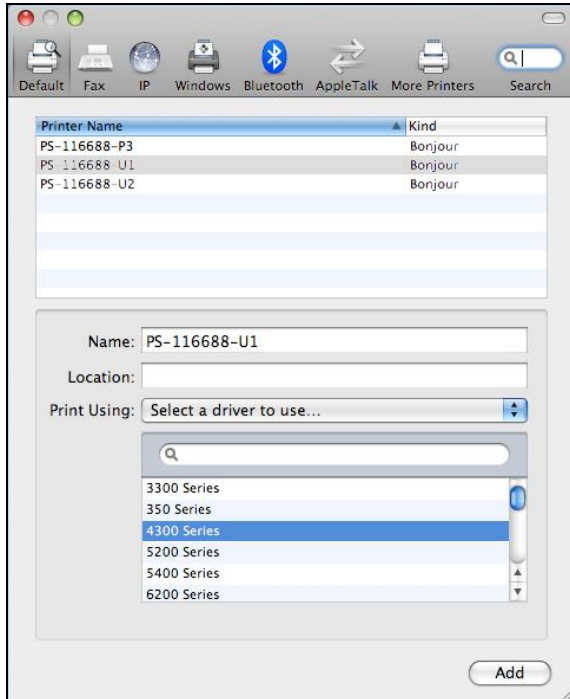 Default Fax IP Windows Bluetooth AppleTalk More Printers Search
Printer Name Kind
PS-116688-P3 Bonjour
PS-116688-U1 Bonjour
PS-116688-U2 Bonjour
Name: PS-116688-U1
Location:
Print Using: Select a driver to use...
3300 Series
350 Series
4300 Series
5200 Series
5400 Series
6200 Series
Add